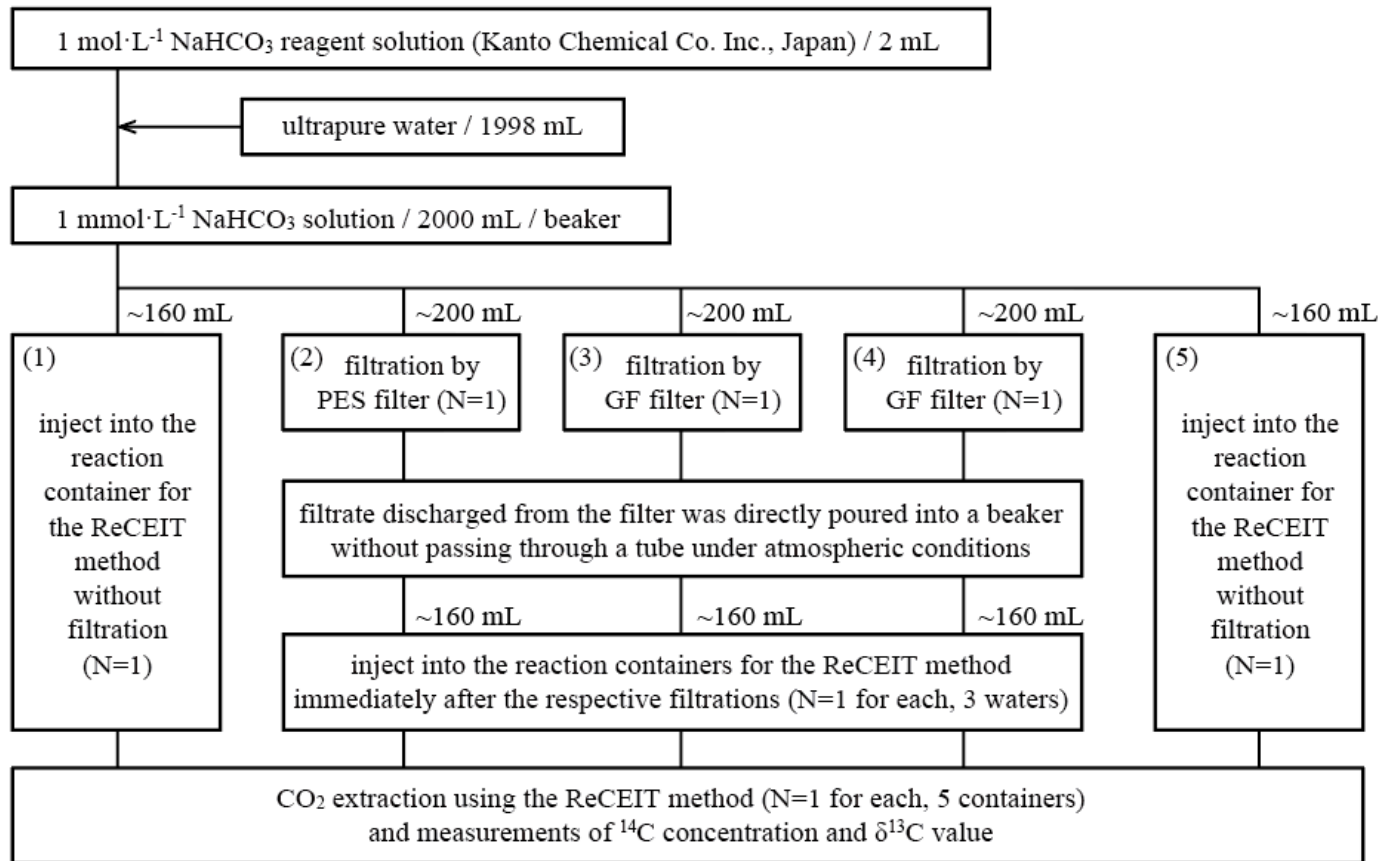 1 mol·L⁻¹ NaHCO₃ reagent solution (Kanto Chemical Co. Inc., Japan) / 2 mL
ultrapure water / 1998 mL
1 mmol·L⁻¹ NaHCO₃ solution / 2000 mL / beaker
~160 mL
~200 mL
~200 mL
~200 mL
~160 mL
(1)
inject into the
reaction
container for
the ReCEIT
method
without
filtration
(N=1)
(2)
filtration by
PES filter (N=1)
(3)
filtration by
GF filter (N=1)
(4)
filtration by
GF filter (N=1)
(5)
inject into the
reaction
container for
the ReCEIT
method
without
filtration
(N=1)
filtrate discharged from the filter was directly poured into a beaker
without passing through a tube under atmospheric conditions
~160 mL
~160 mL
~160 mL
inject into the reaction containers for the ReCEIT method
immediately after the respective filtrations (N=1 for each, 3 waters)
CO₂ extraction using the ReCEIT method (N=1 for each, 5 containers)
and measurements of ¹⁴C concentration and δ¹³C value